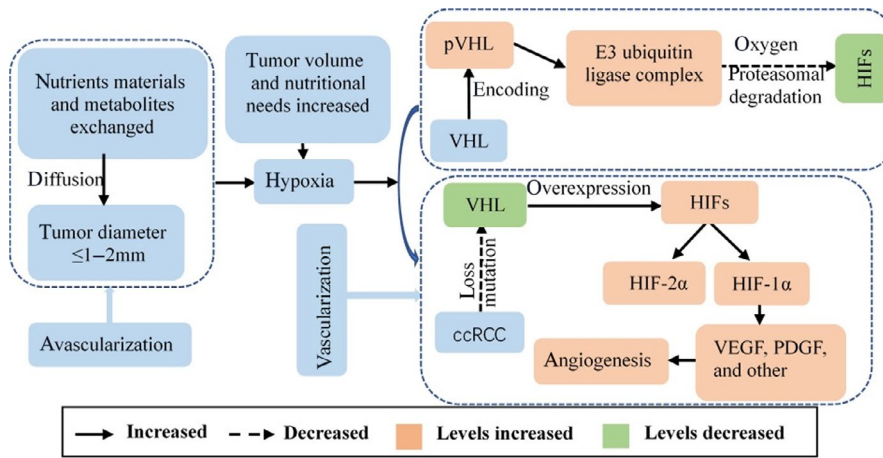 Nutrients materials
and metabolites
exchanged
Diffusion
Tumor diameter
≤1–2mm
Avascularization
Tumor volume
and nutritional
needs increased
Hypoxia
Vascularization
pVHL
Encoding
VHL
E3 ubiquitin
ligase complex
Oxygen
Proteasomal
degradation
HIFs
VHL
Overexpression
HIFs
Loss
mutation
ccRCC
HIF-2α
HIF-1α
VEGF, PDGF,
and other
Angiogenesis
Increased
Decreased
Levels increased
Levels decreased